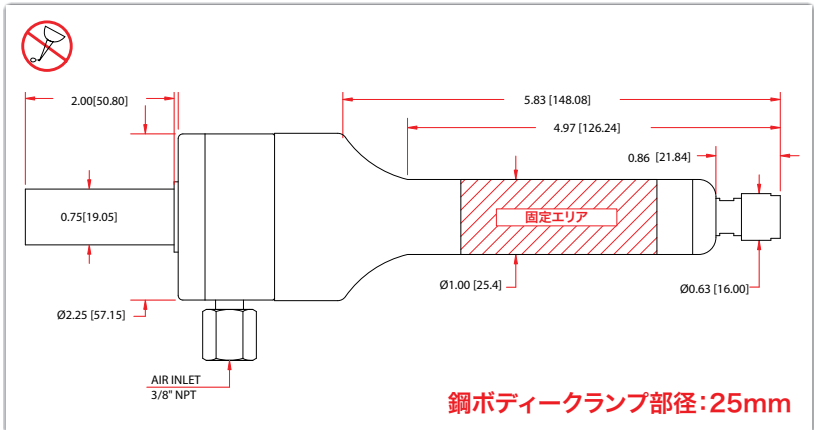 2.00[50.80]
5.83 [148.08]
4.97 [126.24]
0.86 [21.84]
0.75[19.05]
固定エリア
Ø1.00 [25.4]
Ø0.63 [16.00]
Ø2.25 [57.15]
AIR INLET
3/8" NPT
鋼ボディークランプ部径：25mm